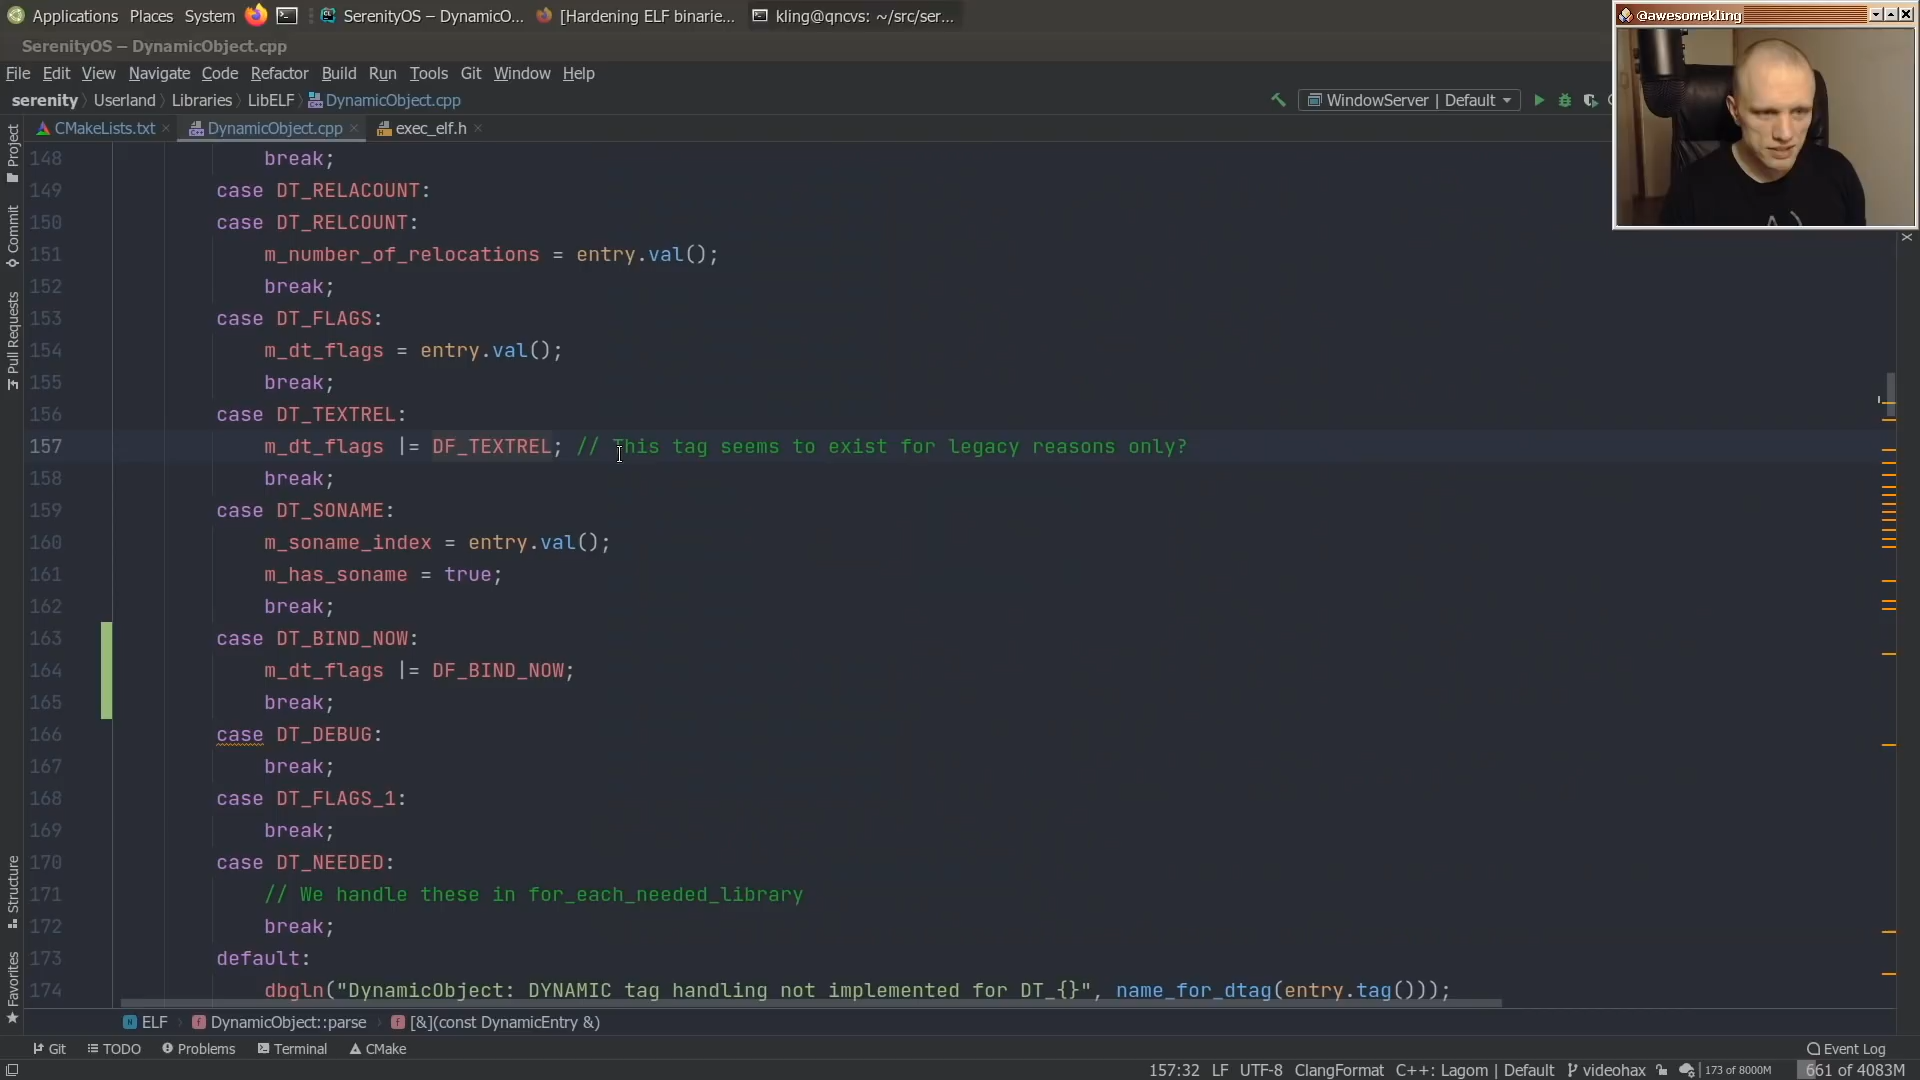 Applications Places System SerenityOS – DynamicO... [Hardening ELF binarie... kling@qncvs: ~/src/ser...
@awesomekling
SerenityOS – DynamicObject.cpp
File Edit View Navigate Code Refactor Build Run Tools Git Window Help
serenity Userland Libraries LibELF DynamicObject.cpp WindowServer | Default
CMakeLists.txt DynamicObject.cpp exec_elf.h
Project
Commit
Pull Requests
Structure
Favorites
148 break;
149 case DT_RELACOUNT:
150 case DT_RELCOUNT:
151 m_number_of_relocations = entry.val();
152 break;
153 case DT_FLAGS:
154 m_dt_flags = entry.val();
155 break;
156 case DT_TEXTREL:
157 m_dt_flags |= DF_TEXTREL; // This tag seems to exist for legacy reasons only?
158 break;
159 case DT_SONAME:
160 m_soname_index = entry.val();
161 m_has_soname = true;
162 break;
163 case DT_BIND_NOW:
164 m_dt_flags |= DF_BIND_NOW;
165 break;
166 case DT_DEBUG:
167 break;
168 case DT_FLAGS_1:
169 break;
170 case DT_NEEDED:
171 // We handle these in for_each_needed_library
172 break;
173 default:
174 dbgln("DynamicObject: DYNAMIC tag handling not implemented for DT_{}", name_for_dtag(entry.tag()));
ELF DynamicObject::parse [&](const DynamicEntry &)
Git TODO Problems Terminal CMake Event Log
157:32 LF UTF-8 ClangFormat C++: Lagom | Default videohax 173 of 8000M 661 of 4083M